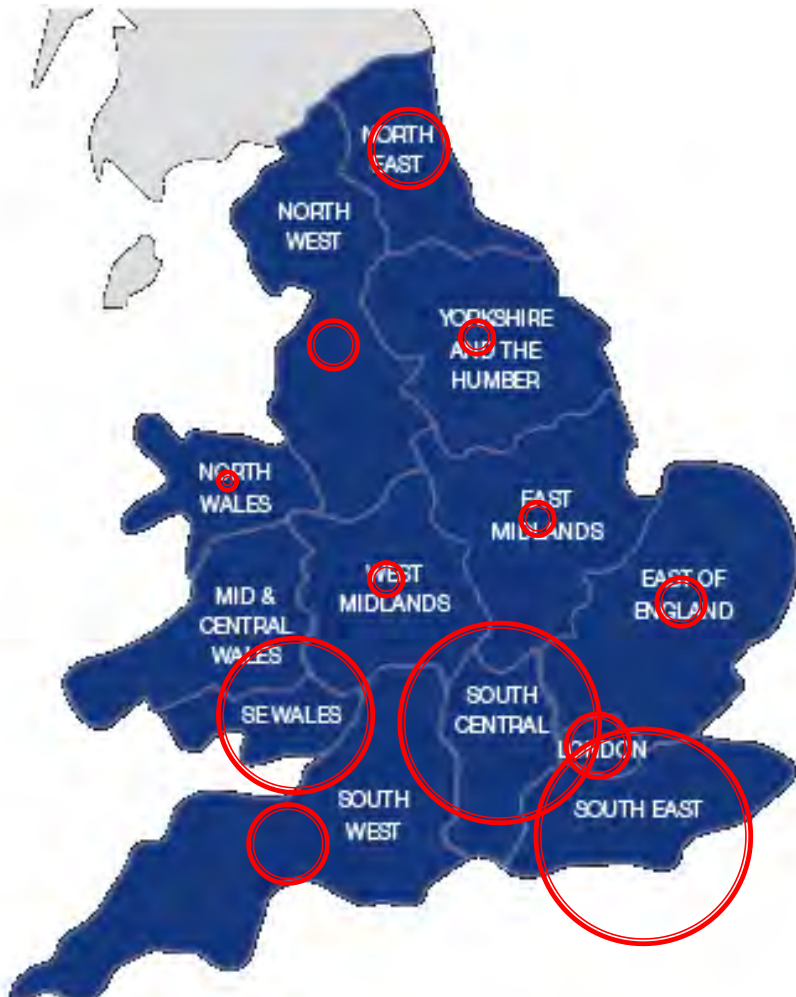 NORTH
EAST
NORTH
WEST
YORKSHIRE
AND THE
HUMBER
NORTH
WALES
EAST
MIDLANDS
WEST
MIDLANDS
EAST OF
ENGLAND
MID &
CENTRAL
WALES
SE WALES
SOUTH
CENTRAL
LONDON
SOUTH
WEST
SOUTH EAST